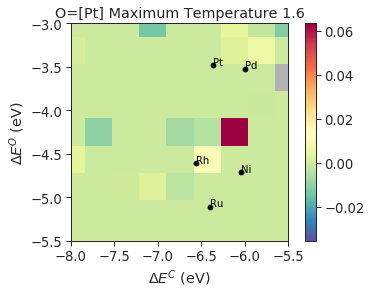 O=[Pt] Maximum Temperature 1.6
−3.0
−3.5
−4.0
−4.5
−5.0
−5.5
ΔE^O (eV)
Pt
Pd
Rh
Ni
Ru
−8.0 −7.5 −7.0 −6.5 −6.0 −5.5
ΔE^C (eV)
0.06
0.04
0.02
0.00
−0.02